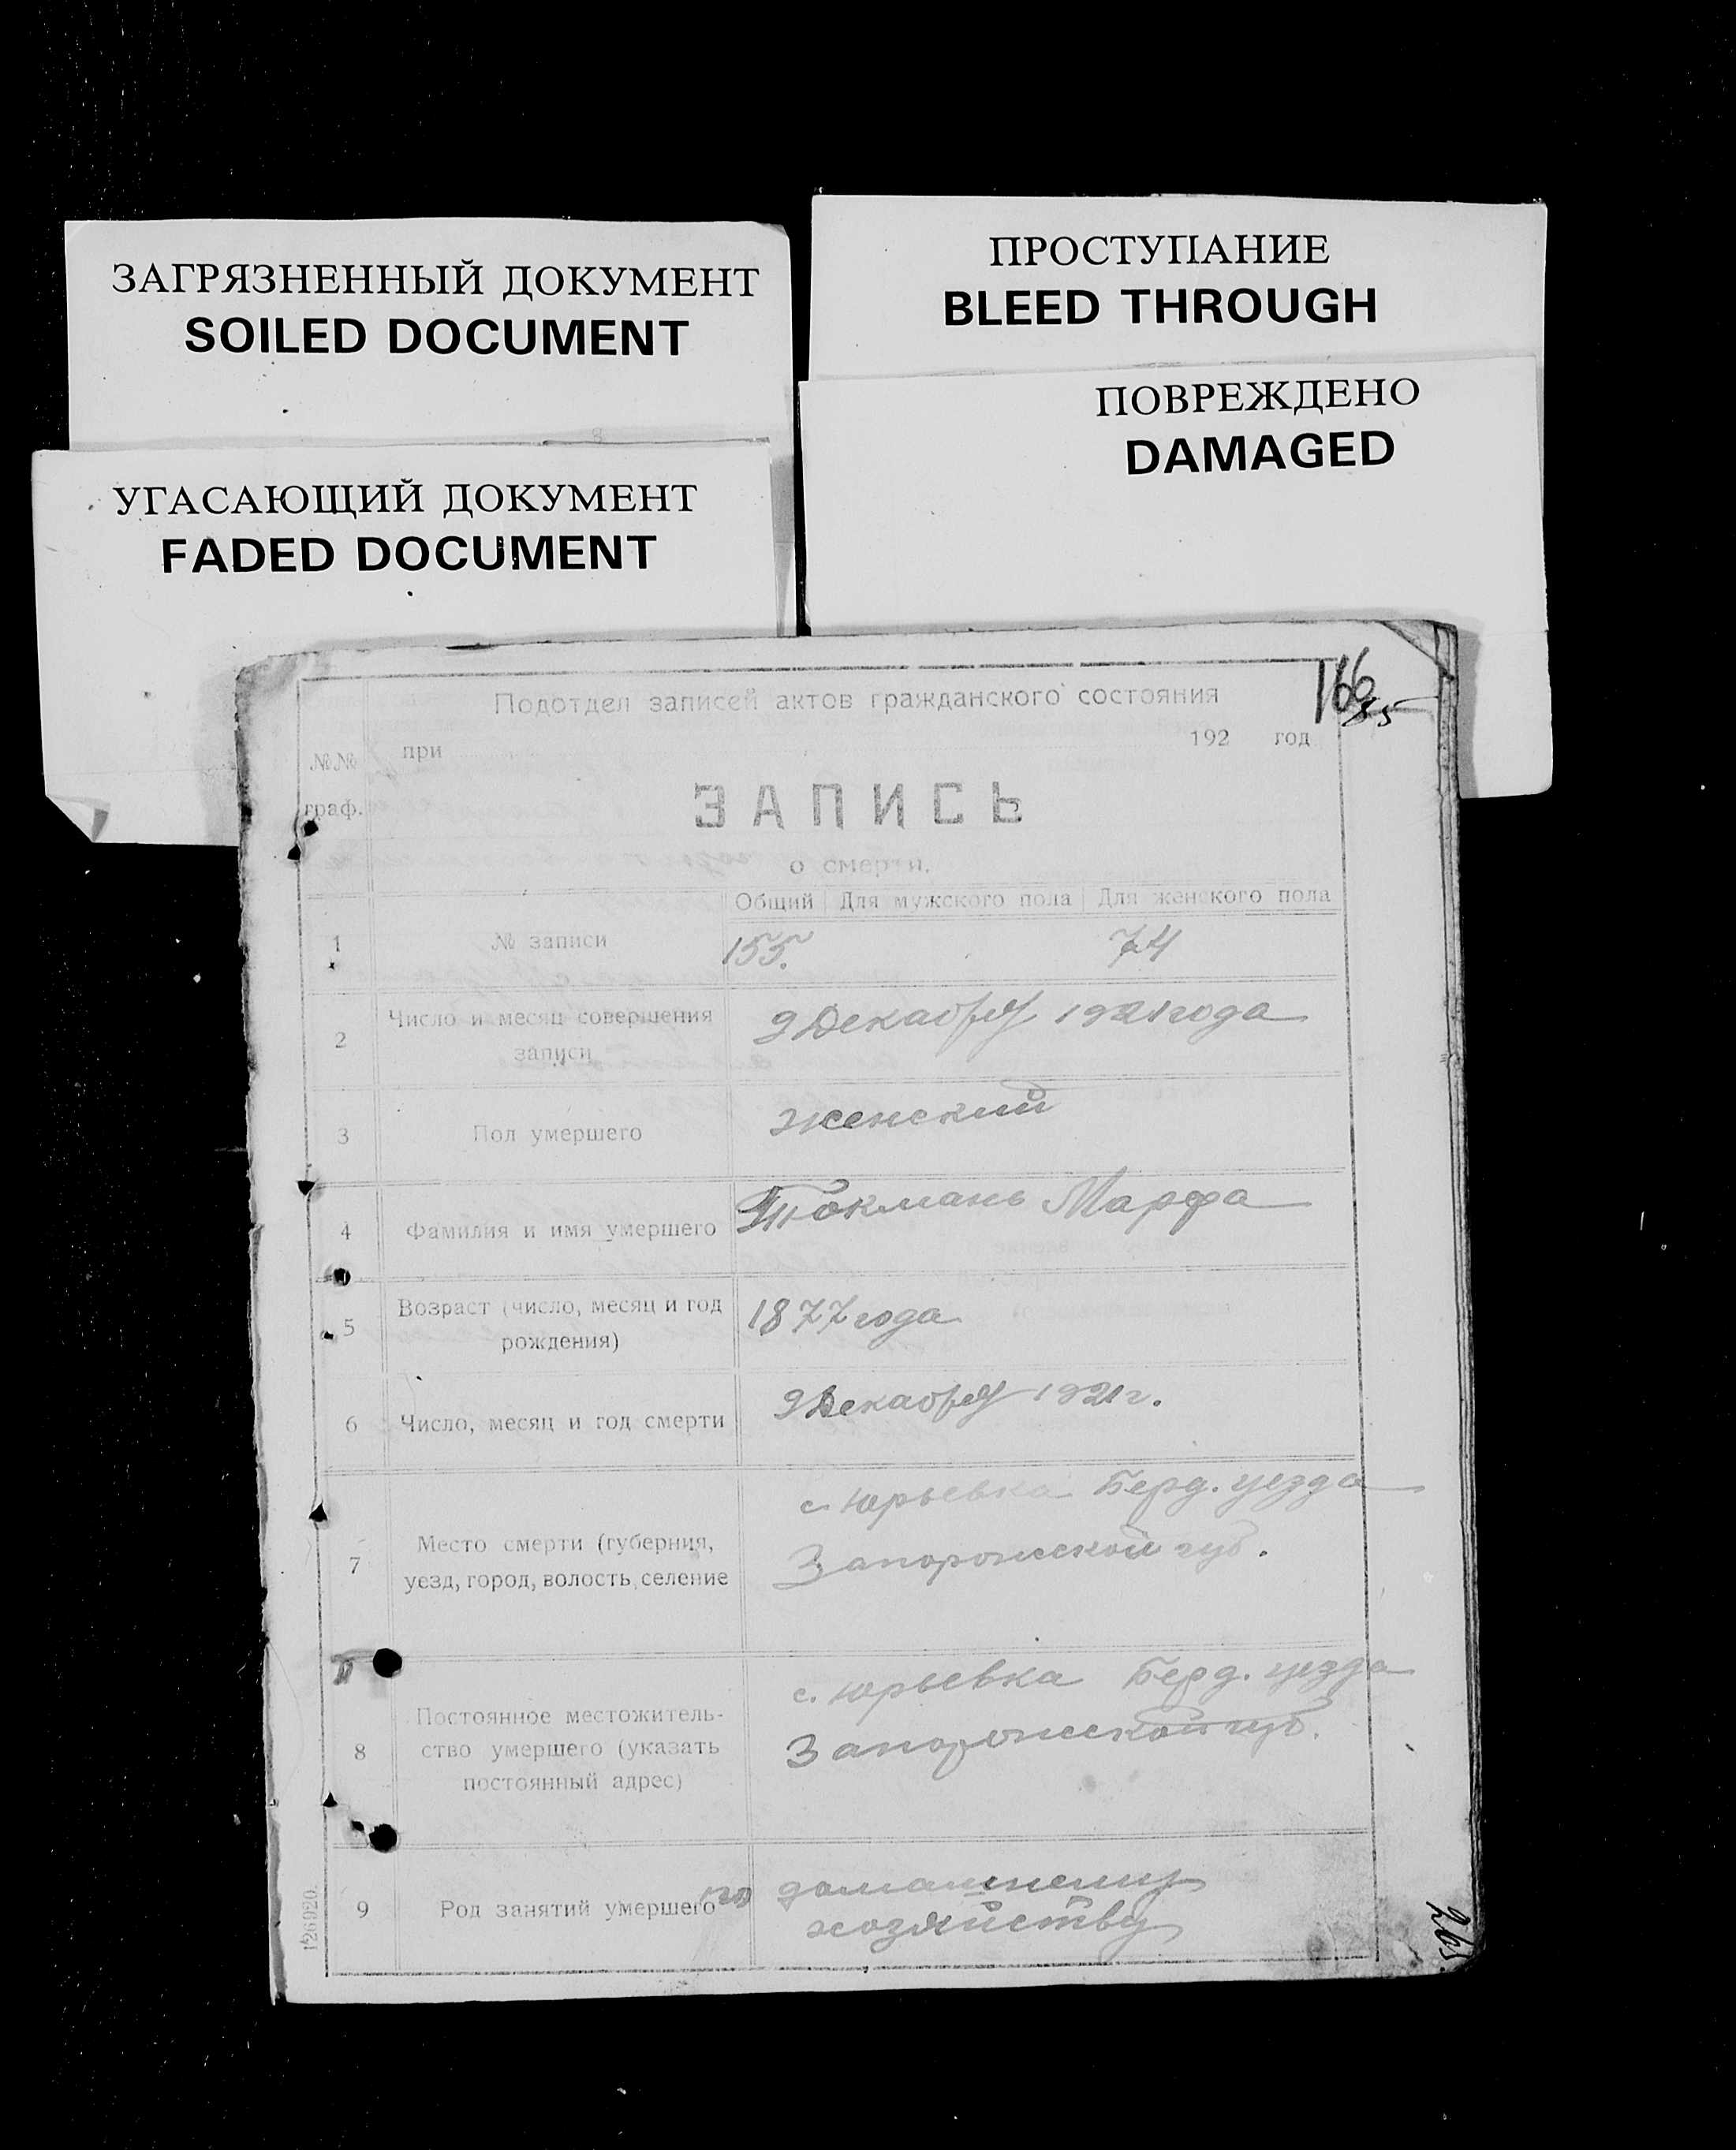 ЗАГРЯЗНЕННЫЙ ДОКУМЕНТ
SOILED DOCUMENT
ПРОСТУПАНИЕ
BLEED THROUGH
ПОВРЕЖДЕНО
DAMAGED
УГАСАЮЩИЙ ДОКУМЕНТ
FADED DOCUMENT
166
Подотдел записей актов гражданского состояния
№№ граф.
при 192 год
ЗАПИСЬ
о смерти.
Общий Для мужского пола Для женского пола
1 № записи 155. 74
2 Число и месяц совершения
записи
9 Декабря 1921 года
3 Пол умершего женский
4 Фамилия и имя умершего Токмань Марфа
5 Возраст (число, месяц и год
рождения)
1877 года
6 Число, месяц и год смерти 9 Декабря 1921 г.
7 Место смерти (губерния,
уезд, город, волость, селение
с. Юрьевка Берд. уезда
Запорожской губ.
8 Постоянное местожитель-
ство умершего (указать
постоянный адрес)
с. Юрьевка Берд. уезда
Запорожской губ.
9 Род занятий умершего по домашнему
хозяйству
126920.